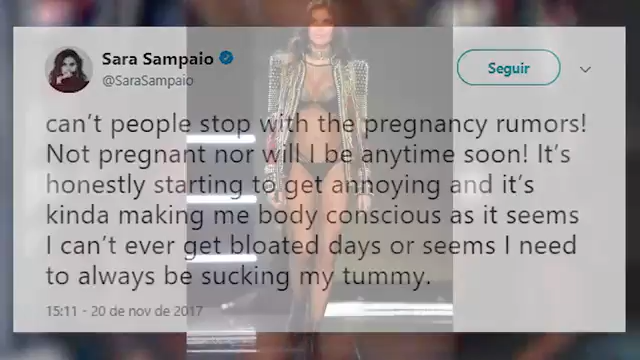 Sara Sampaio
@SaraSampaio
Seguir
can't people stop with the pregnancy rumors!
Not pregnant nor will I be anytime soon! It's
honestly starting to get annoying and it's
kinda making me body conscious as it seems
I can't ever get bloated days or seems I need
to always be sucking my tummy.
15:11 - 20 de nov de 2017